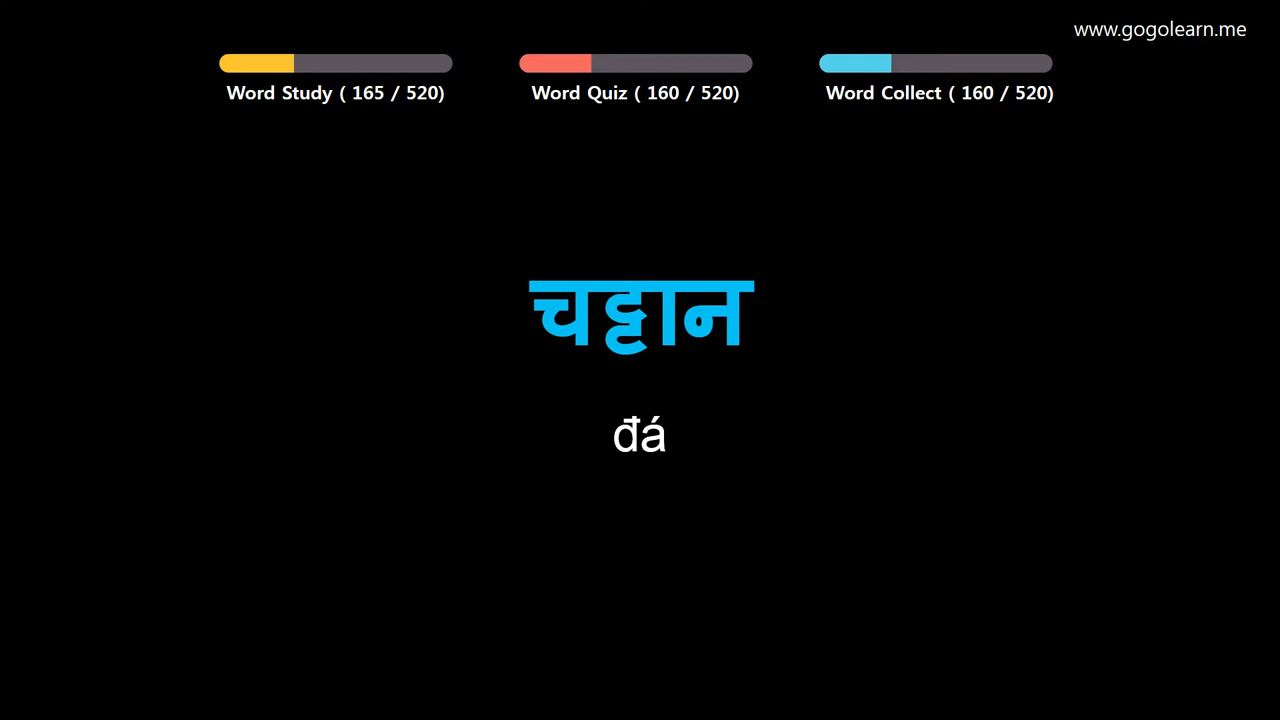 www.gogolearn.me
Word Study ( 165 / 520)
Word Quiz ( 160 / 520)
Word Collect ( 160 / 520)
चट्टान
đá